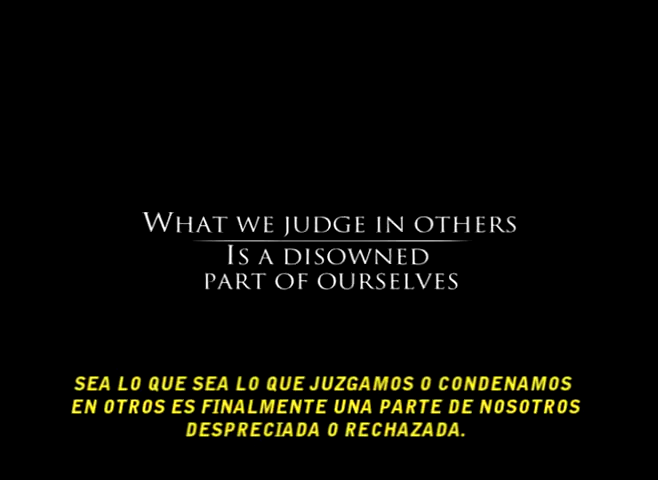 WHAT WE JUDGE IN OTHERS
IS A DISOWNED
PART OF OURSELVES
SEA LO QUE SEA LO QUE JUZGAMOS O CONDENAMOS
EN OTROS ES FINALMENTE UNA PARTE DE NOSOTROS
DESPRECIADA O RECHAZADA.